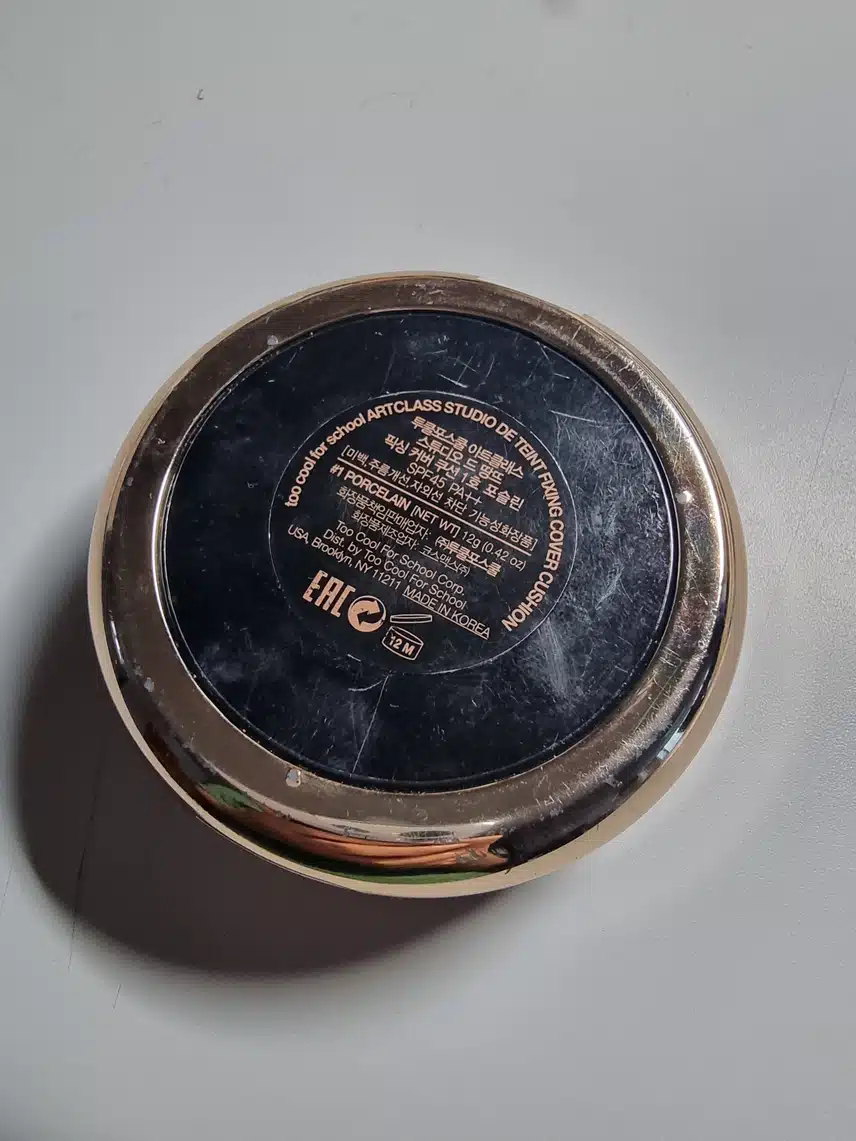 too cool for school ARTCLASS STUDIO DE TEINT FIXING COVER CUSHION
투쿨포스쿨 아트클래스
스튜디오 드 땅뜨
픽싱 커버 쿠션 1호 포슬린
SPF45 PA++
[미백, 주름개선, 자외선 차단 기능성화장품]
#1 PORCELAIN [NET WT.] 12g (0.42 oz)
화장품책임판매업자: ㈜투쿨포스쿨
화장품제조업자: 코스맥스㈜
Too Cool For School Corp.
Dist. by Too Cool For School
USA, Brooklyn, NY 11211 MADE IN KOREA
EAC
12 M